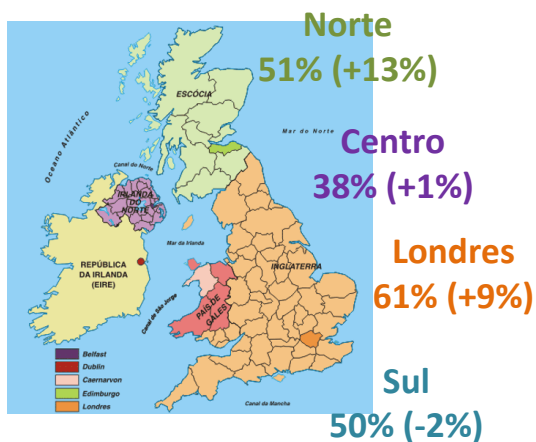 Norte
51% (+13%)
ESCÓCIA
Oceano Atlântico
Mar do Norte
Centro
38% (+1%)
Canal do Norte
IRLANDA
DO
NORTE
Mar da Irlanda
Londres
61% (+9%)
INGLATERRA
REPÚBLICA
DA IRLANDA
(EIRE)
PAÍS DE
GALES
Canal de São Jorge
Belfast
Dublin
Caernarvon
Edimburgo
Londres
Canal da Mancha
Sul
50% (-2%)